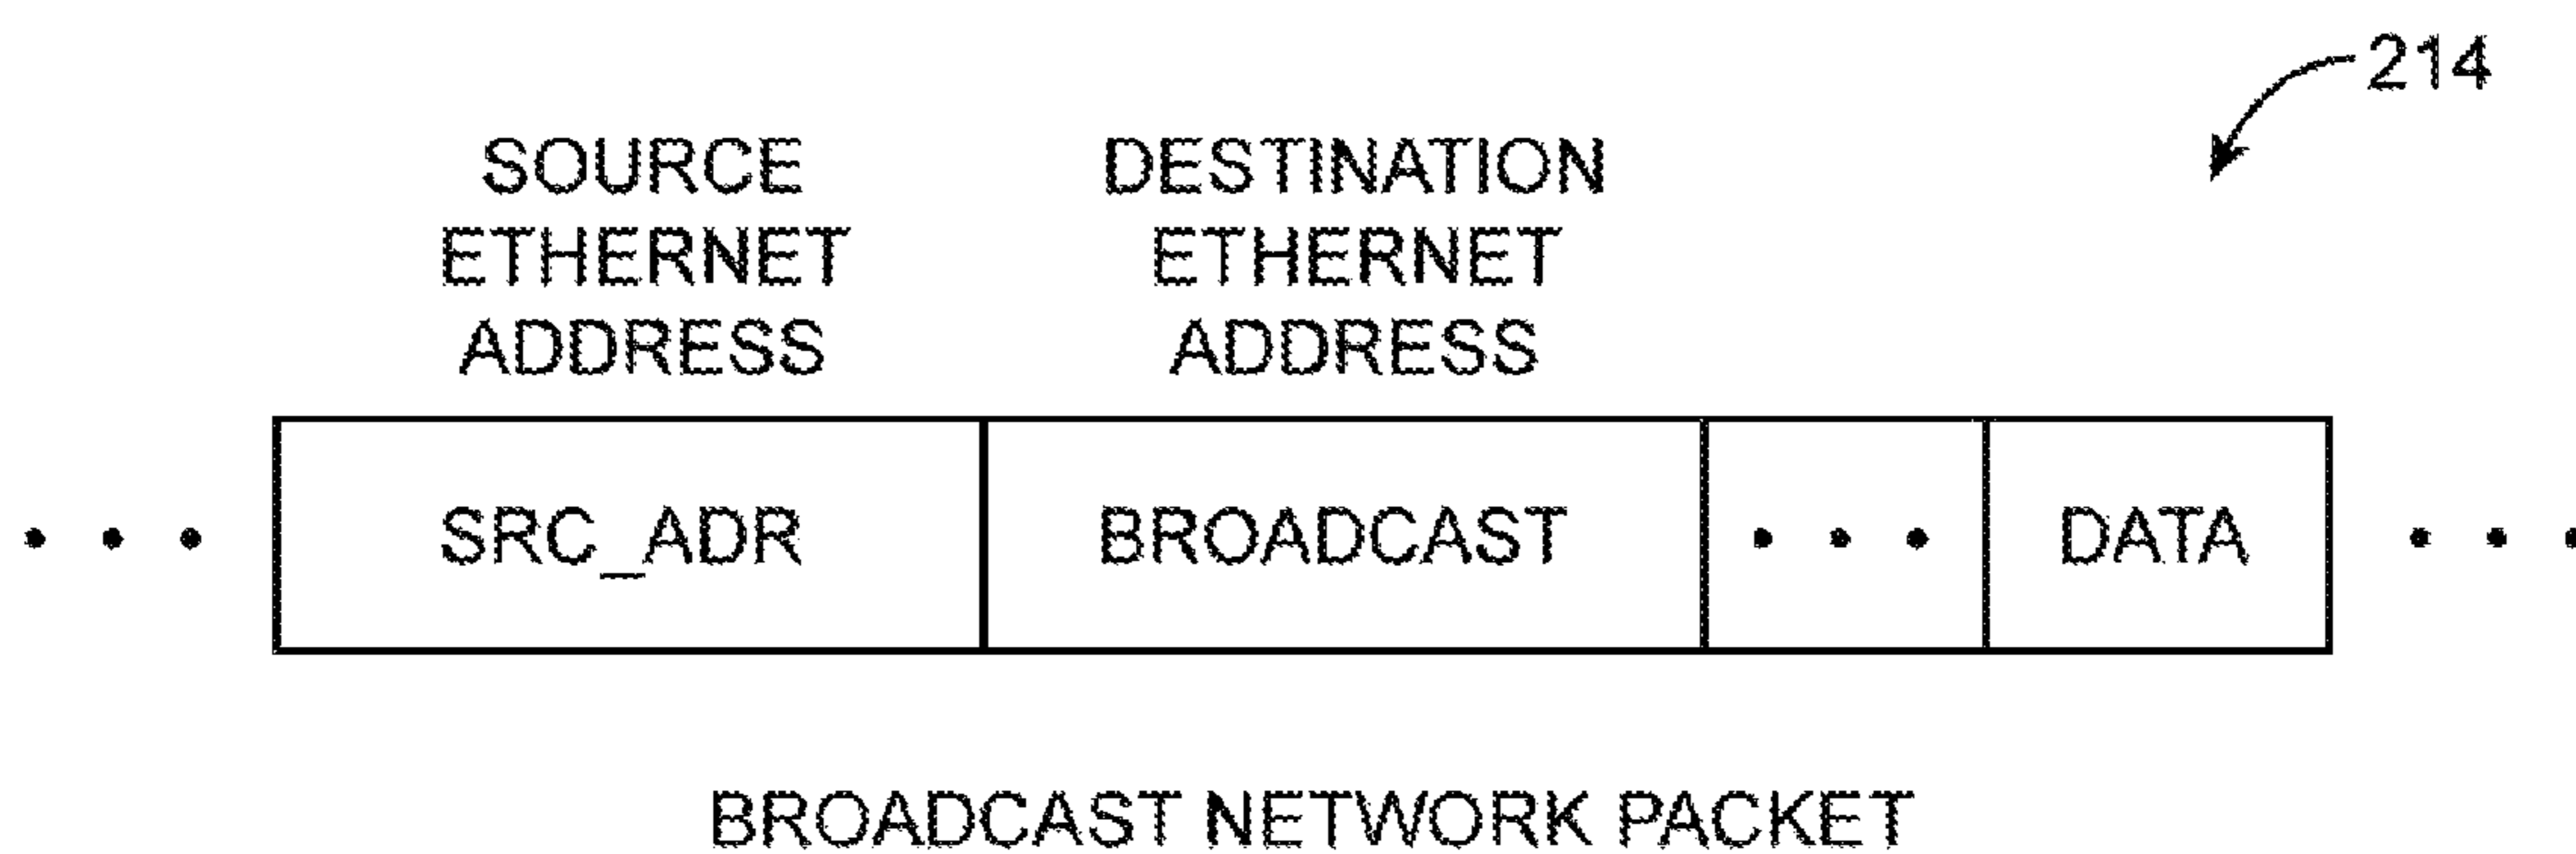 214
SOURCE
ETHERNET
ADDRESS
DESTINATION
ETHERNET
ADDRESS
• • • SRC_ADR BROADCAST • • • DATA • • •
BROADCAST NETWORK PACKET